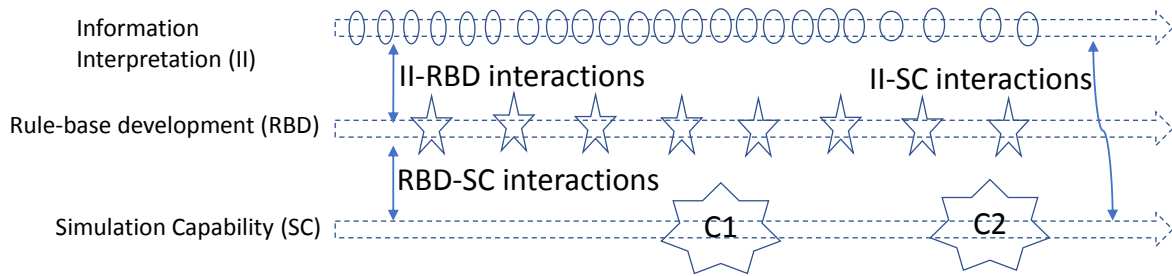 Information
Interpretation (II)
II-RBD interactions
II-SC interactions
Rule-base development (RBD)
RBD-SC interactions
Simulation Capability (SC)
C1
C2